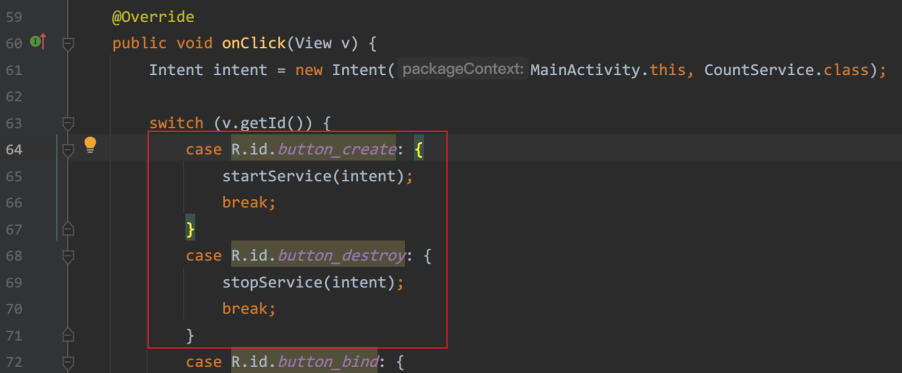 59 @Override
60 public void onClick(View v) {
61 Intent intent = new Intent( packageContext: MainActivity.this, CountService.class);
62
63 switch (v.getId()) {
64 case R.id.button_create: {
65 startService(intent);
66 break;
67 }
68 case R.id.button_destroy: {
69 stopService(intent);
70 break;
71 }
72 case R.id.button_bind: {